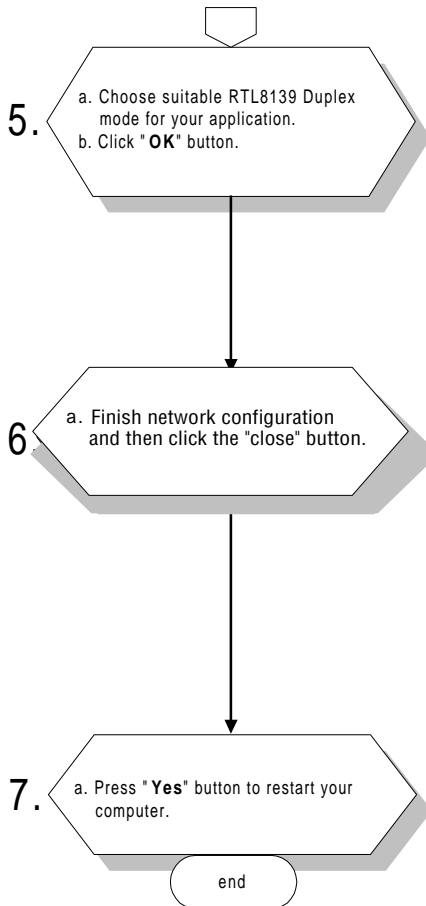 5.
a. Choose suitable RTL8139 Duplex
mode for your application.
b. Click "OK" button.
6.
a. Finish network configuration
and then click the "close" button.
7.
a. Press "Yes" button to restart your
computer.
end